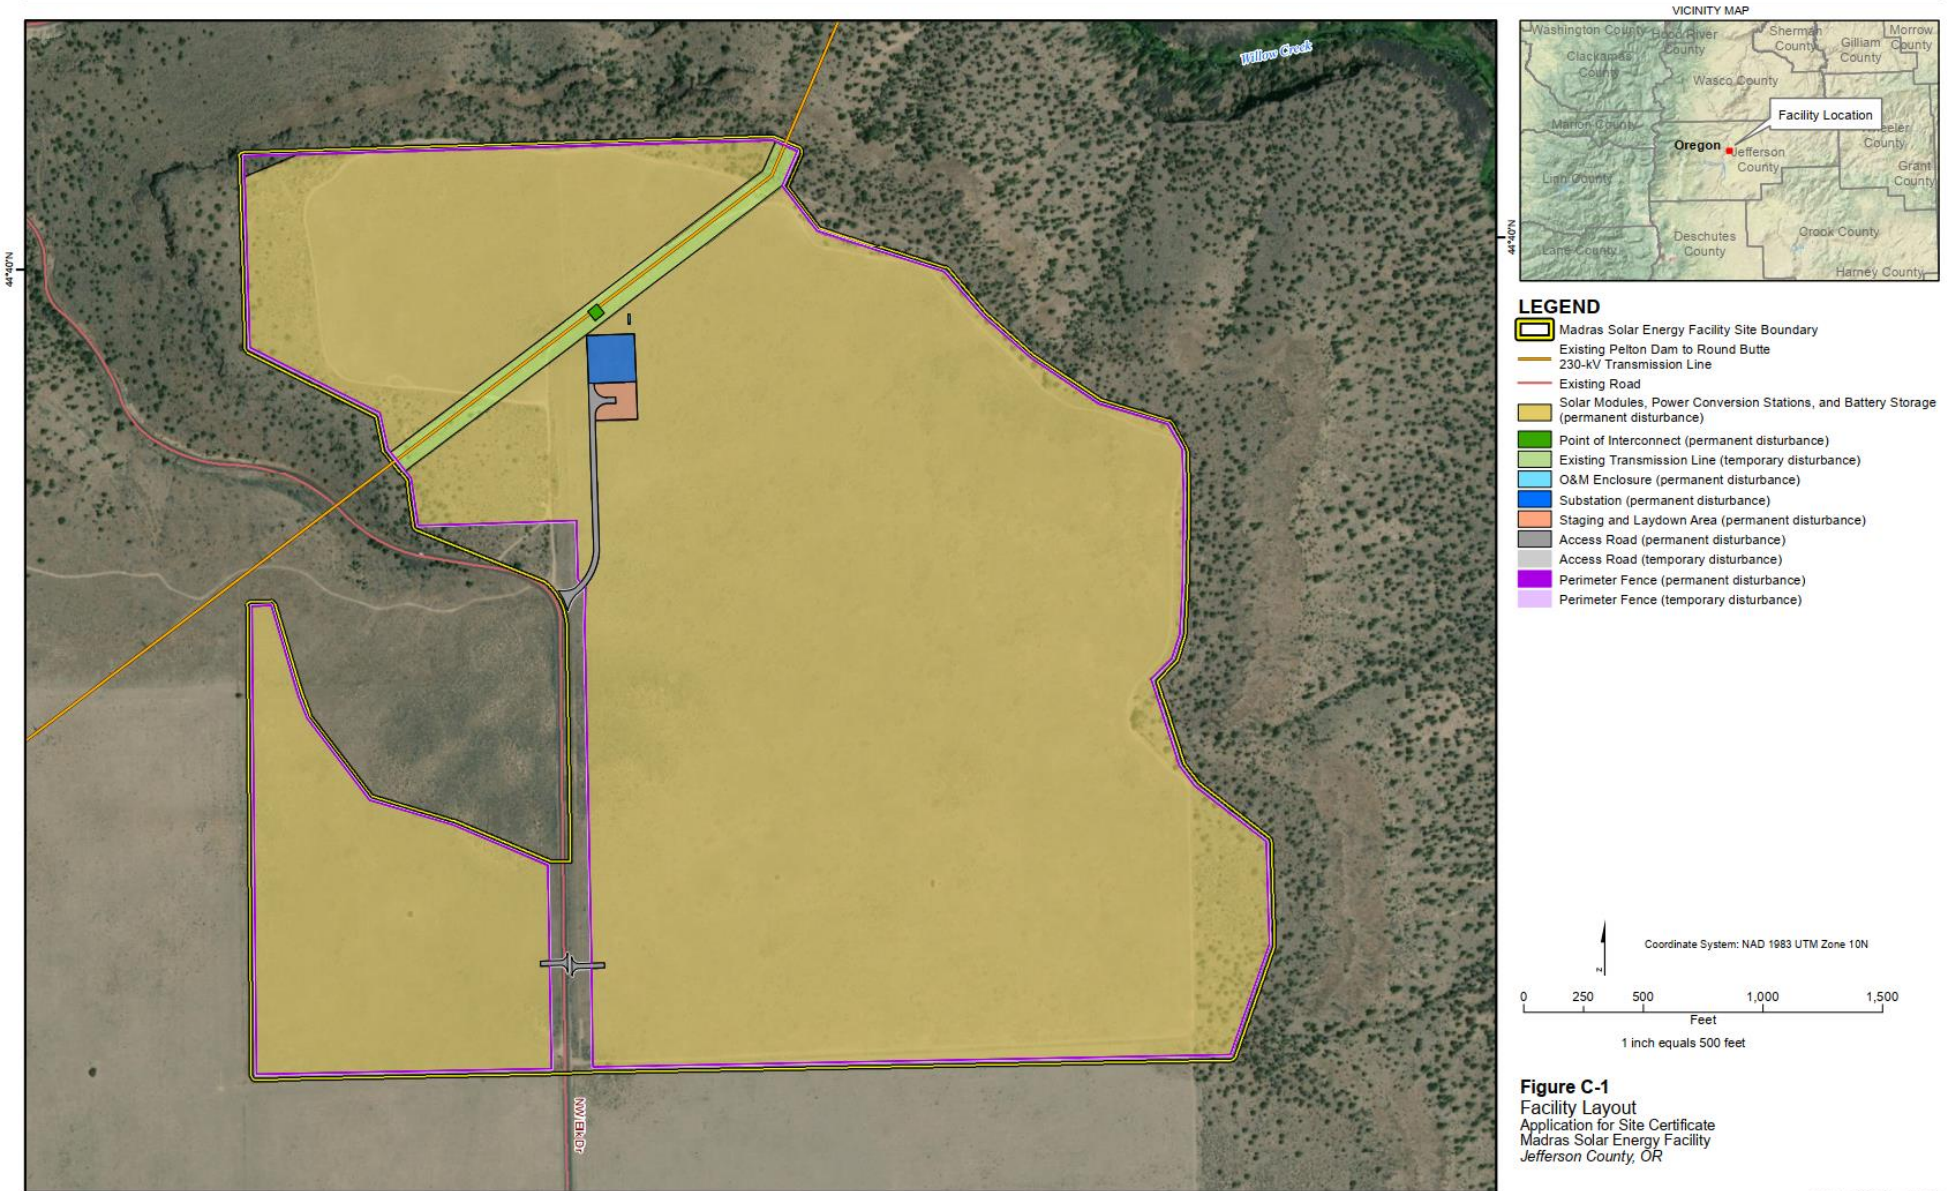 VICINITY MAP
Washington County
Hood River
County
Sherman
County
Gilliam
County
Morrow
County
Clackamas
County
Wasco County
Facility Location
Marion County
Wheeler
County
Oregon
Jefferson
County
Grant
County
Linn County
Deschutes
County
Crook County
Lane County
Harney County
Willow Creek
44°40'N
44°40'N
NW Elk Dr
LEGEND
Madras Solar Energy Facility Site Boundary
Existing Pelton Dam to Round Butte
230-kV Transmission Line
Existing Road
Solar Modules, Power Conversion Stations, and Battery Storage
(permanent disturbance)
Point of Interconnect (permanent disturbance)
Existing Transmission Line (temporary disturbance)
O&M Enclosure (permanent disturbance)
Substation (permanent disturbance)
Staging and Laydown Area (permanent disturbance)
Access Road (permanent disturbance)
Access Road (temporary disturbance)
Perimeter Fence (permanent disturbance)
Perimeter Fence (temporary disturbance)
N
Coordinate System: NAD 1983 UTM Zone 10N
0 250 500 1,000 1,500
Feet
1 inch equals 500 feet
Figure C-1
Facility Layout
Application for Site Certificate
Madras Solar Energy Facility
Jefferson County, OR